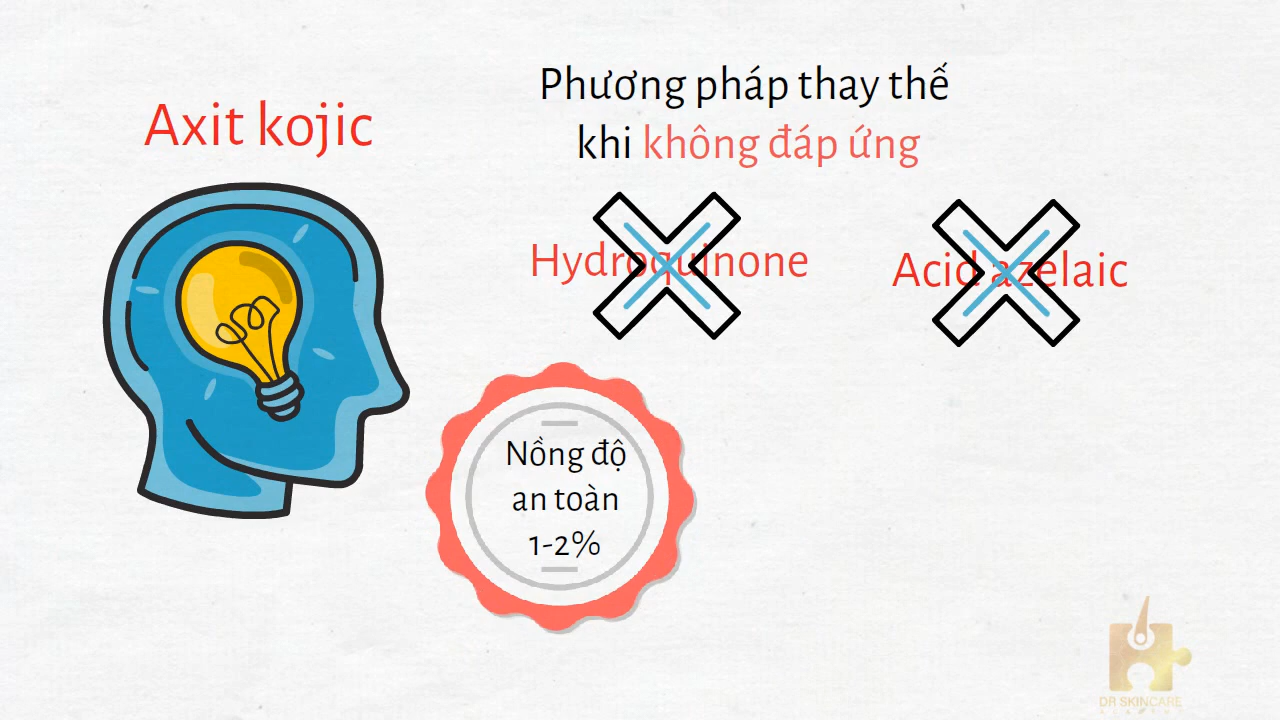 Axit kojic
Phương pháp thay thế
khi không đáp ứng
Hydroquinone
Acid azelaic
Nồng độ
an toàn
1-2%
DR SKINCARE
ACADEMY